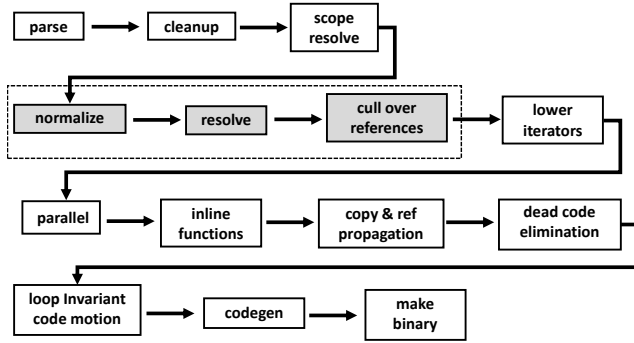 parse
cleanup
scope
resolve
normalize
resolve
cull over
references
lower
iterators
parallel
inline
functions
copy & ref
propagation
dead code
elimination
loop Invariant
code motion
codegen
make
binary